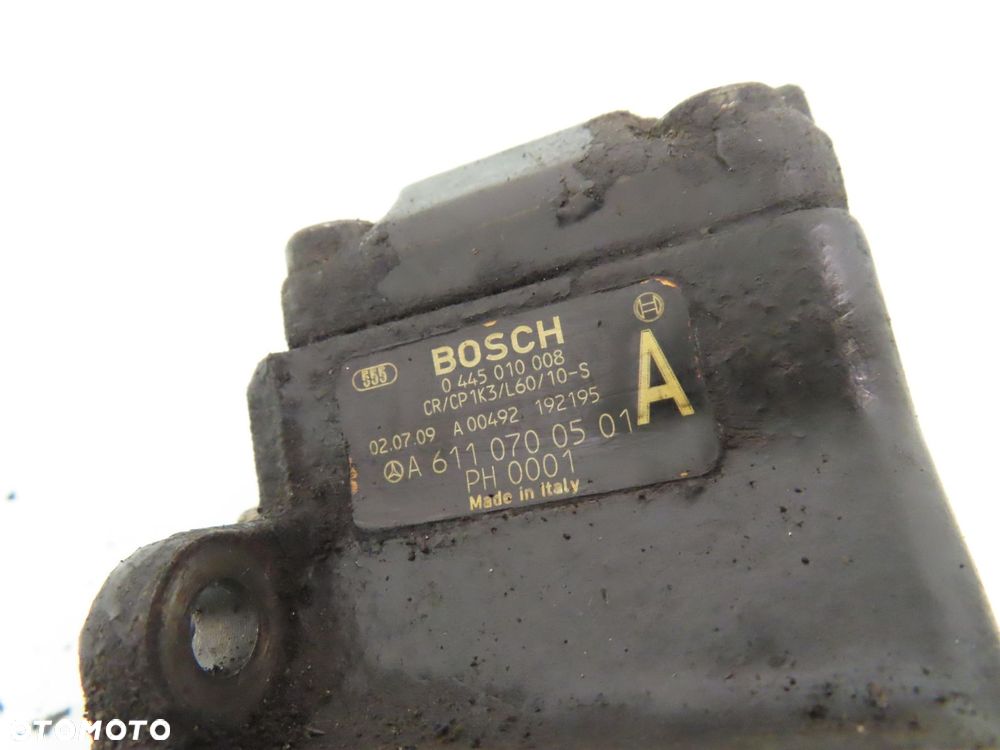 555
BOSCH
0 445 010 008
CR/CP1K3/L60/10-S
02.07.09 A 00492 192195
A 611 070 05 01
PH 0001
Made in Italy
A
OTOMOTO